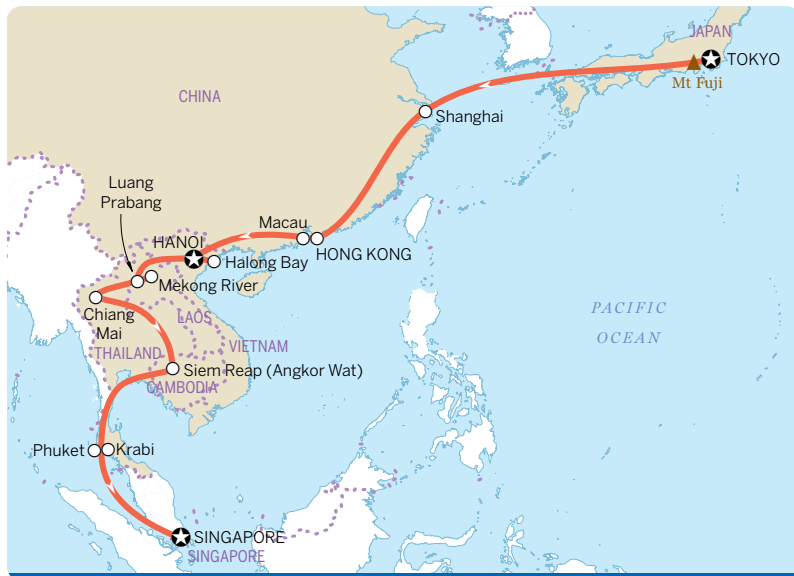 JAPAN
TOKYO
Mt Fuji
CHINA
Shanghai
Luang
Prabang
Macau
HANOI
HONG KONG
Halong Bay
Mekong River
PACIFIC
OCEAN
Chiang
Mai
LAOS
VIETNAM
THAILAND
Siem Reap (Angkor Wat)
CAMBODIA
Phuket
Krabi
SINGAPORE
SINGAPORE